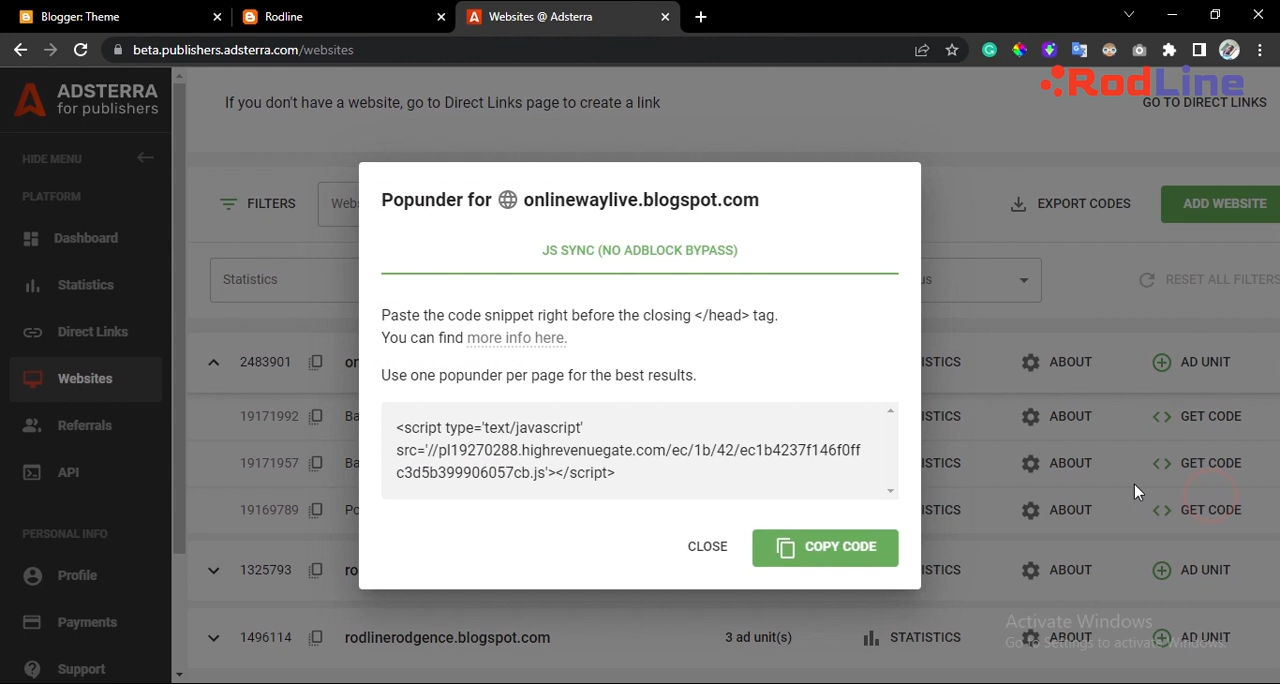 Blogger: Theme
Rodline
Websites @ Adsterra
beta.publishers.adsterra.com/websites
ADSTERRA
for publishers
If you don't have a website, go to Direct Links page to create a link
RodLine
GO TO DIRECT LINKS
HIDE MENU
PLATFORM
Dashboard
Statistics
Direct Links
Websites
Referrals
API
PERSONAL INFO
Profile
Payments
Support
FILTERS
EXPORT CODES
ADD WEBSITE
Statistics
RESET ALL FILTERS
Popunder for onlinewaylive.blogspot.com
JS SYNC (NO ADBLOCK BYPASS)
Paste the code snippet right before the closing </head> tag.
You can find more info here.
Use one popunder per page for the best results.
<script type='text/javascript'
src='//pl19270288.highrevenuegate.com/ec/1b/42/ec1b4237f146f0ff
c3d5b399906057cb.js'></script>
CLOSE
COPY CODE
2483901 ABOUT AD UNIT
19171992 ABOUT GET CODE
19171957 ABOUT GET CODE
19169789 ABOUT GET CODE
1325793 ABOUT AD UNIT
1496114 rodlinerodgence.blogspot.com 3 ad unit(s) STATISTICS ABOUT AD UNIT
Activate Windows
Go to Settings to activate Windows.